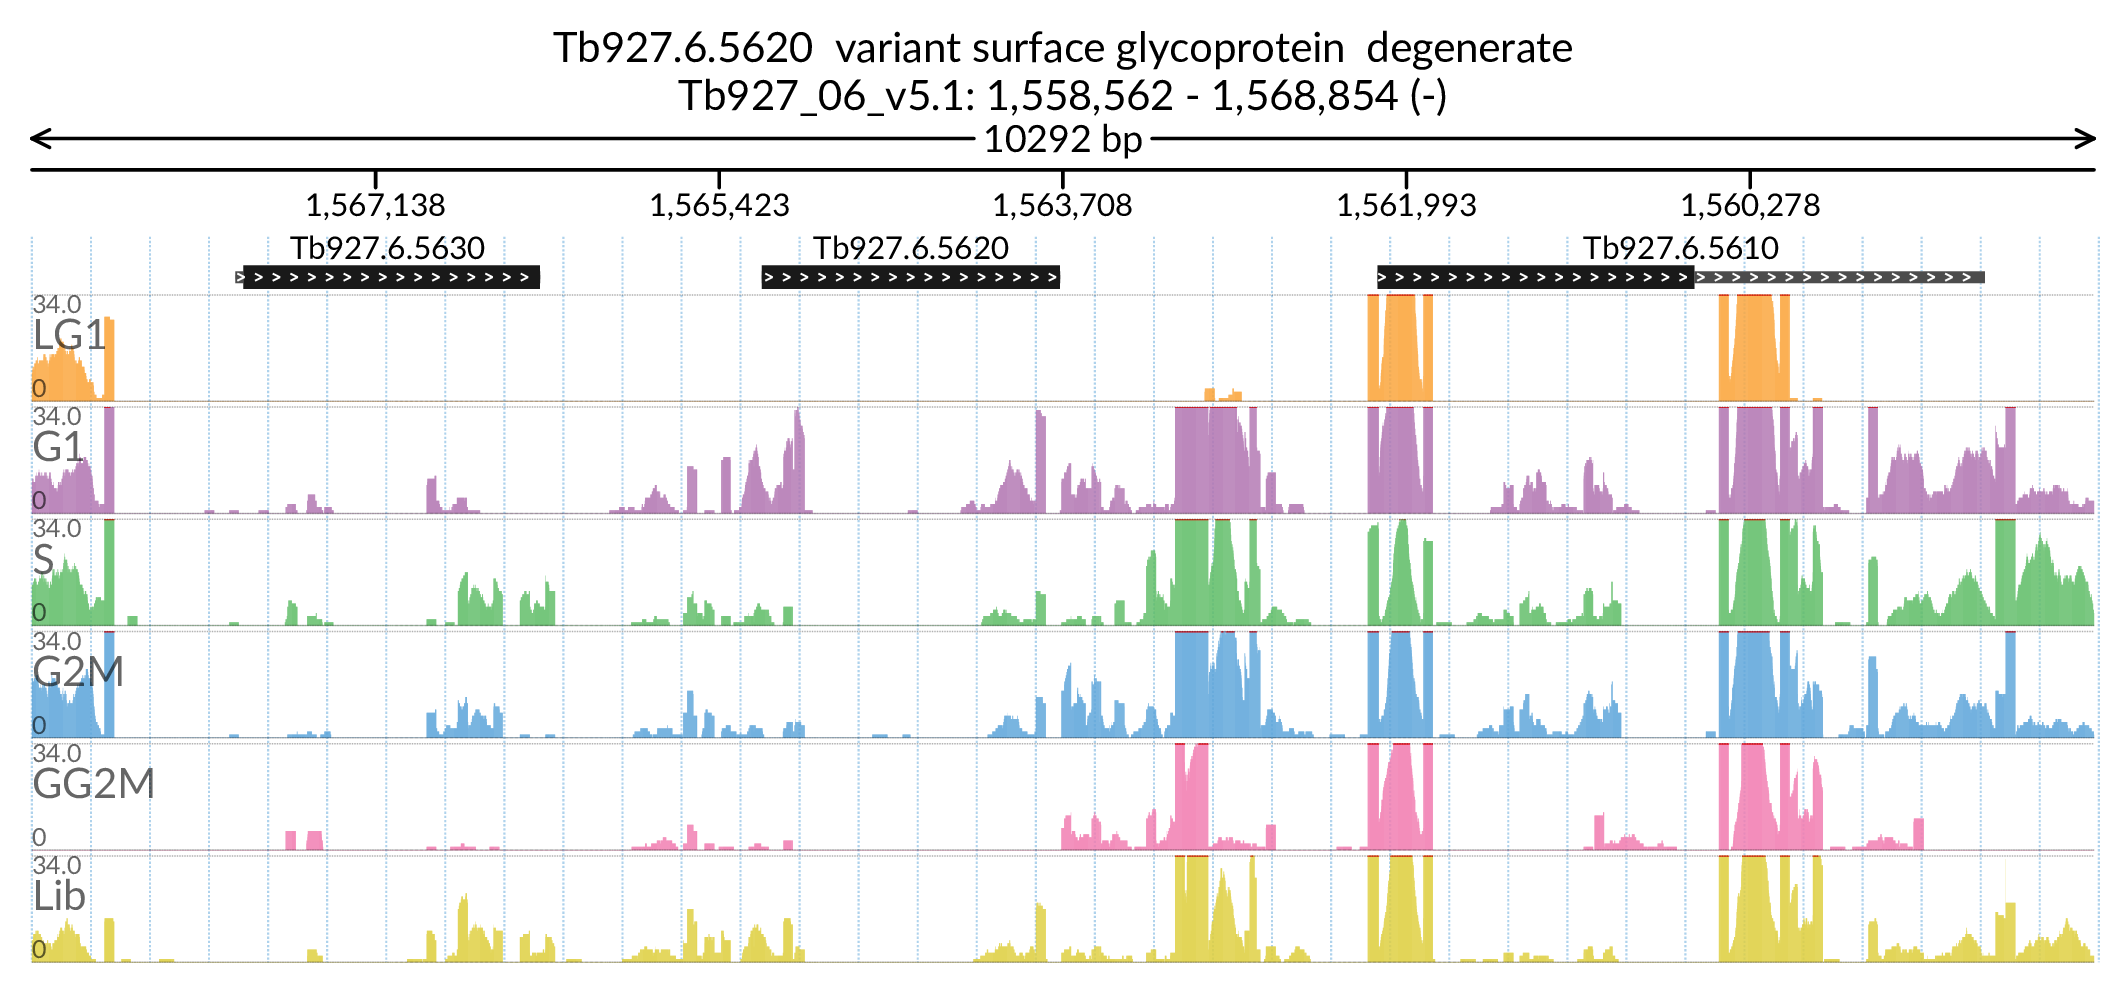 Tb927.6.5620 variant surface glycoprotein degenerate
Tb927_06_v5.1: 1,558,562 - 1,568,854 (-)
10292 bp
1,567,138 1,565,423 1,563,708 1,561,993 1,560,278
Tb927.6.5630 Tb927.6.5620 Tb927.6.5610
34.0
LG1
0
34.0
G1
0
34.0
S
0
34.0
G2M
0
34.0
GG2M
0
34.0
Lib
0